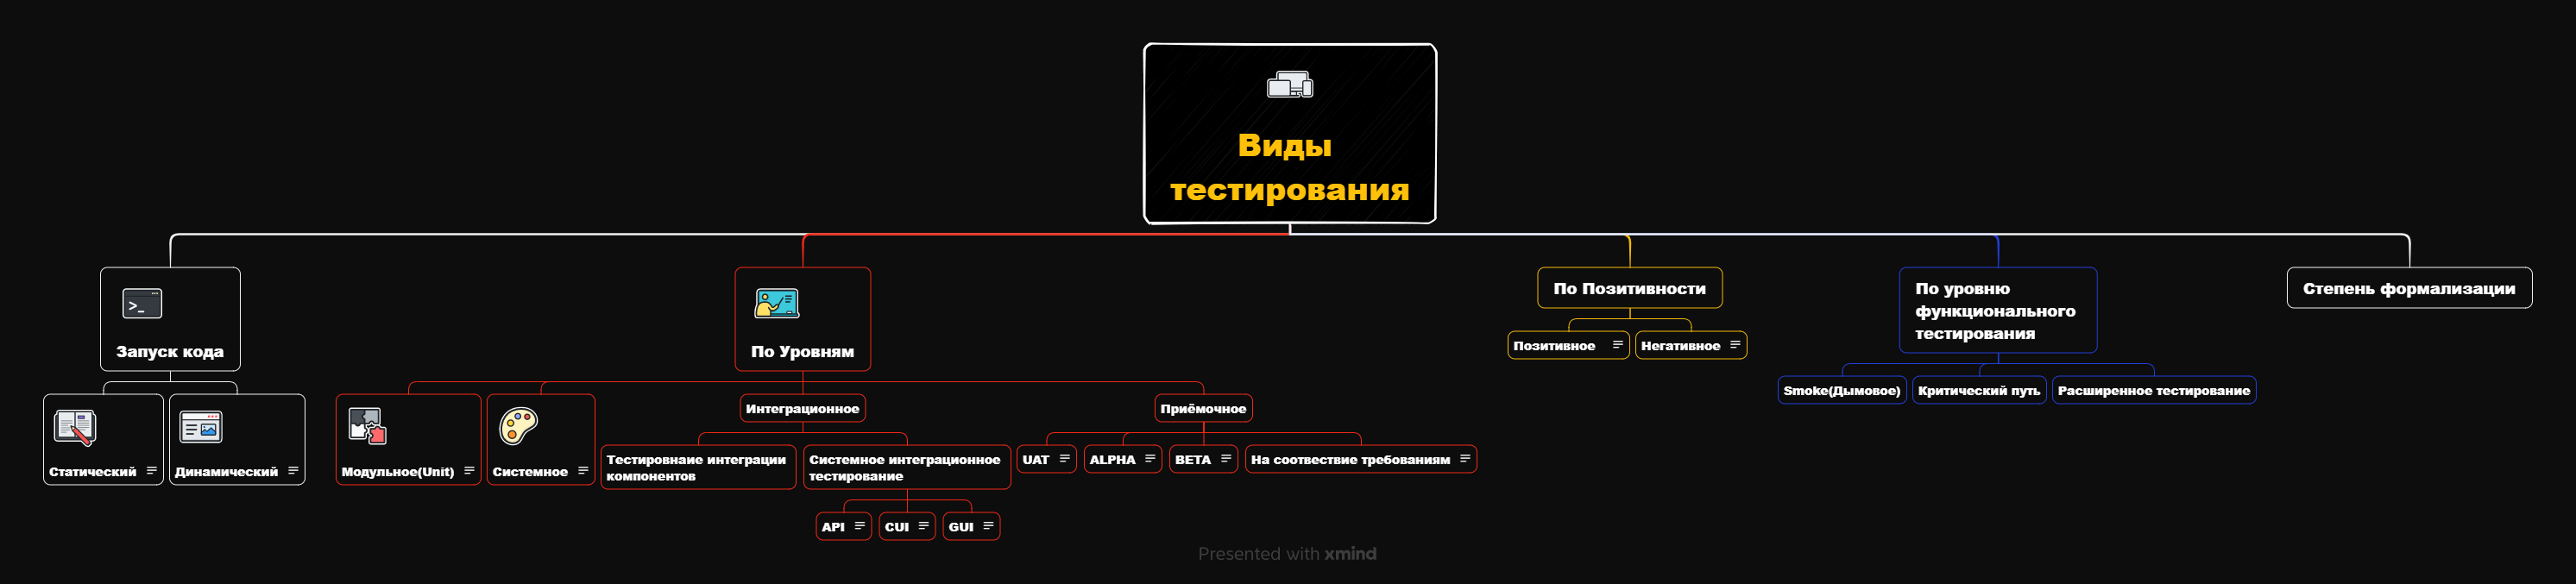 Виды
тестирования
Запуск кода
Статический
Динамический
По Уровням
Модульное(Unit)
Системное
Интеграционное
Тестировнаие интеграции
компонентов
Системное интеграционное
тестирование
API
CUI
GUI
Приёмочное
UAT
ALPHA
BETA
На соотвествие требованиям
По Позитивности
Позитивное
Негативное
По уровню
функционального
тестирования
Smoke(Дымовое)
Критический путь
Расширенное тестирование
Степень формализации
Presented with xmind